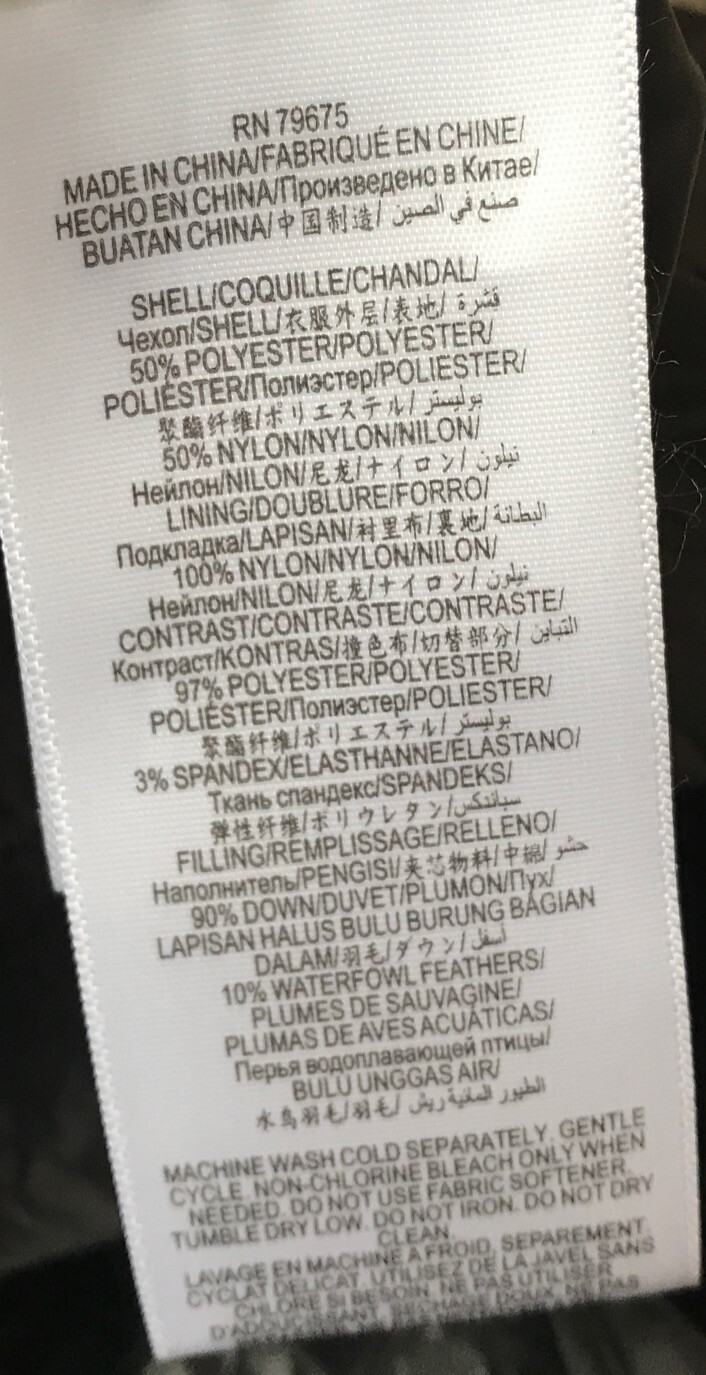 RN 79675
MADE IN CHINA/FABRIQUÉ EN CHINE/
HECHO EN CHINA/Произведено в Китае/
BUATAN CHINA/中国制造/ صنع في الصين
SHELL/COQUILLE/CHANDAL/
Чехол/SHELL/衣服外层/表地/ قشرة
50% POLYESTER/POLYESTER/
POLIÉSTER/Полиэстер/POLIESTER/
聚酯纤维/ポリエステル/ بوليستر
50% NYLON/NYLON/NILON/
Нейлон/NILON/尼龙/ナイロン/ نيلون
LINING/DOUBLURE/FORRO/
Подкладка/LAPISAN/衬里布/裏地/ البطانة
100% NYLON/NYLON/NILON/
Нейлон/NILON/尼龙/ナイロン/ نيلون
CONTRAST/CONTRASTE/CONTRASTE/
Контраст/KONTRAS/撞色布/切替部分/ التباين
97% POLYESTER/POLYESTER/
POLIÉSTER/Полиэстер/POLIESTER/
聚酯纤维/ポリエステル/ بوليستر
3% SPANDEX/ELASTHANNE/ELASTANO/
Ткань спандекс/SPANDEKS/
弹性纤维/ポリウレタン/ سباندكس
FILLING/REMPLISSAGE/RELLENO/
Наполнитель/PENGISI/夹芯物料/中綿/ حشو
90% DOWN/DUVET/PLUMON/Пух/
LAPISAN HALUS BULU BURUNG BAGIAN
DALAM/羽毛/ダウン/ أسفل
10% WATERFOWL FEATHERS/
PLUMES DE SAUVAGINE/
PLUMAS DE AVES ACUÁTICAS/
Перья водоплавающей птицы/
BULU UNGGAS AIR/
水鸟羽毛/羽毛/ الطيور المائية ريش
MACHINE WASH COLD SEPARATELY. GENTLE
CYCLE. NON-CHLORINE BLEACH ONLY WHEN
NEEDED. DO NOT USE FABRIC SOFTENER.
TUMBLE DRY LOW. DO NOT IRON. DO NOT DRY
CLEAN.
LAVAGE EN MACHINE A FROID, SEPAREMENT.
CYCLAT DELICAT. UTILISEZ DE LA JAVEL SANS
CHLORE SI BESOIN. NE PAS UTILISER
D'ADOUCISSANT. SECHAGE DOUX. NE PAS